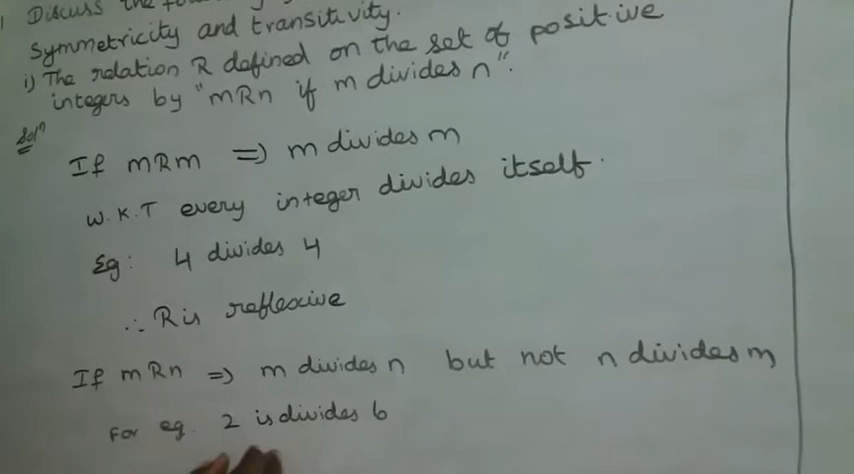 1 Discuss the
Symmetricity and transitivity.
i) The relation R defined on the set of positive
integers by "mRn if m divides n".
Soln
If mRm => m divides m
W.K.T every integer divides itself.
Eg: 4 divides 4
∴ R is reflexive
If mRn => m divides n but not n divides m
For eg. 2 is divides 6